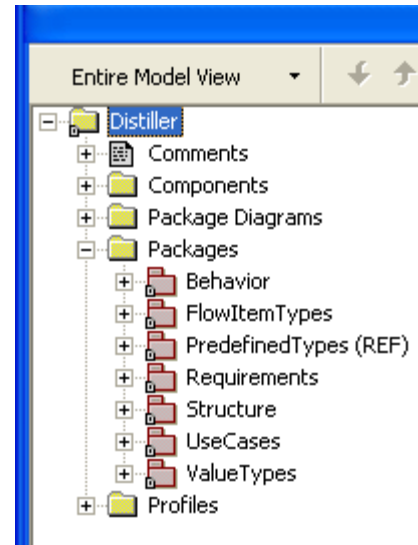 Entire Model View
Distiller
Comments
Components
Package Diagrams
Packages
Behavior
FlowItemTypes
PredefinedTypes (REF)
Requirements
Structure
UseCases
ValueTypes
Profiles